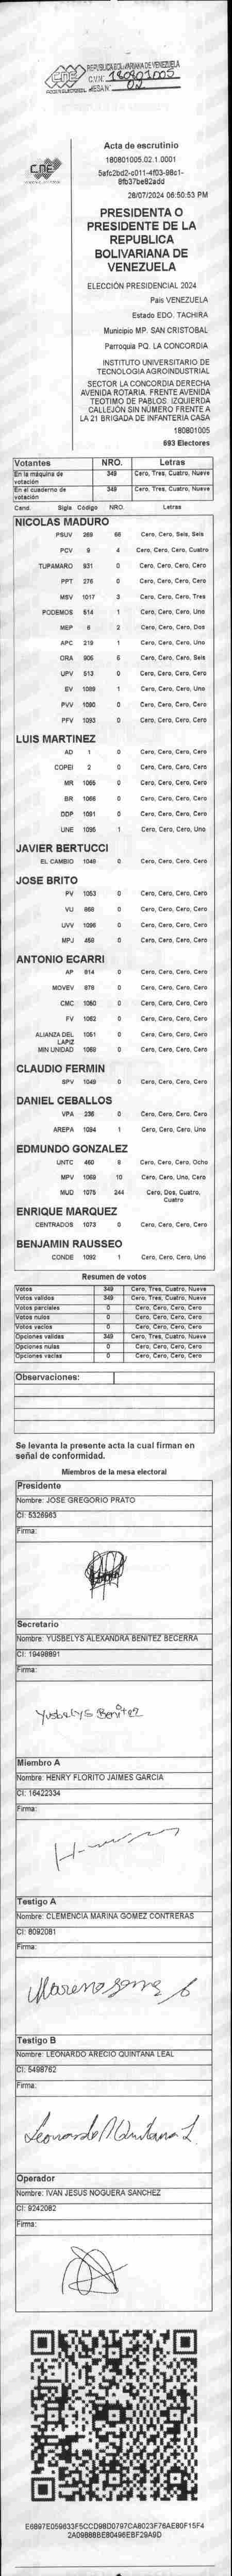 REPUBLICA BOLIVARIANA DE VENEZUELA
CNE
C.V.Nº 180801005
MESA Nº 02
PODER ELECTORAL
CNE
Acta de escrutinio
180801005.02.1.0001
28/07/2024 06:50:53 PM
PRESIDENTA O
PRESIDENTE DE LA
REPUBLICA
BOLIVARIANA DE
VENEZUELA
ELECCIÓN PRESIDENCIAL 2024
País VENEZUELA
Estado EDO. TACHIRA
Municipio MP. SAN CRISTOBAL
Parroquia PQ. LA CONCORDIA
INSTITUTO UNIVERSITARIO DE
TECNOLOGIA AGROINDUSTRIAL
SECTOR LA CONCORDIA DERECHA
AVENIDA ROTARIA. FRENTE AVENIDA
TEOTIMO DE PABLOS. IZQUIERDA
CALLEJÓN SIN NÚMERO FRENTE A
LA 21 BRIGADA DE INFANTERIA CASA
180801005
693 Electores
Votantes NRO. Letras
En la máquina de votación 349 Cero, Tres, Cuatro, Nueve
En el cuaderno de votación 349 Cero, Tres, Cuatro, Nueve
Cand. Sigla Código NRO. Letras
NICOLAS MADURO
PSUV 269 66 Cero, Cero, Seis, Seis
PCV 9 4 Cero, Cero, Cero, Cuatro
TUPAMARO 931 0 Cero, Cero, Cero, Cero
PPT 276 0 Cero, Cero, Cero, Cero
MSV 1017 3 Cero, Cero, Cero, Tres
PODEMOS 514 1 Cero, Cero, Cero, Uno
MEP 6 2 Cero, Cero, Cero, Dos
APC 219 1 Cero, Cero, Cero, Uno
ORA 905 6 Cero, Cero, Cero, Seis
UPV 513 0 Cero, Cero, Cero, Cero
EV 1089 1 Cero, Cero, Cero, Uno
PVV 1090 0 Cero, Cero, Cero, Cero
PFV 1093 0 Cero, Cero, Cero, Cero
LUIS MARTINEZ
AD 1 0 Cero, Cero, Cero, Cero
COPEI 2 0 Cero, Cero, Cero, Cero
MR 1065 0 Cero, Cero, Cero, Cero
BR 1066 0 Cero, Cero, Cero, Cero
DDP 1091 0 Cero, Cero, Cero, Cero
UNE 1095 1 Cero, Cero, Cero, Uno
JAVIER BERTUCCI
EL CAMBIO 1048 0 Cero, Cero, Cero, Cero
JOSE BRITO
PV 1053 0 Cero, Cero, Cero, Cero
VU 868 0 Cero, Cero, Cero, Cero
UVV 1096 0 Cero, Cero, Cero, Cero
MPJ 459 0 Cero, Cero, Cero, Cero
ANTONIO ECARRI
AP 914 0 Cero, Cero, Cero, Cero
MOVEV 978 0 Cero, Cero, Cero, Cero
CMC 1060 0 Cero, Cero, Cero, Cero
FV 1062 0 Cero, Cero, Cero, Cero
ALIANZA DEL LAPIZ 1051 0 Cero, Cero, Cero, Cero
MIN UNIDAD 1069 0 Cero, Cero, Cero, Cero
CLAUDIO FERMIN
SPV 1049 0 Cero, Cero, Cero, Cero
DANIEL CEBALLOS
VPA 236 0 Cero, Cero, Cero, Cero
AREPA 1094 1 Cero, Cero, Cero, Uno
EDMUNDO GONZALEZ
UNTC 460 8 Cero, Cero, Cero, Ocho
MPV 1069 10 Cero, Cero, Uno, Cero
MUD 1075 244 Cero, Dos, Cuatro,
Cuatro
ENRIQUE MARQUEZ
CENTRADOS 1073 0 Cero, Cero, Cero, Cero
BENJAMIN RAUSSEO
CONDE 1092 1 Cero, Cero, Cero, Uno
Resumen de votos
Votos 349 Cero, Tres, Cuatro, Nueve
Votos válidos 349 Cero, Tres, Cuatro, Nueve
Votos parciales 0 Cero, Cero, Cero, Cero
Votos nulos 0 Cero, Cero, Cero, Cero
Votos vacíos 0 Cero, Cero, Cero, Cero
Opciones válidas 349 Cero, Tres, Cuatro, Nueve
Opciones nulas 0 Cero, Cero, Cero, Cero
Opciones vacías 0 Cero, Cero, Cero, Cero
Observaciones:
Se levanta la presente acta la cual firman en
señal de conformidad.
Miembros de la mesa electoral
Presidente
Nombre: JOSE GREGORIO PRATO
CI: 5326963
Firma:
Secretario
Nombre: YUSBELYS ALEXANDRA BENITEZ BECERRA
CI: 19498891
Firma:
Yusbelys Benitez
Miembro A
Nombre: HENRY FLORITO JAIMES GARCIA
CI: 16422334
Firma:
Testigo A
Nombre: CLEMENCIA MARINA GOMEZ CONTRERAS
CI: 8092081
Firma:
Testigo B
Nombre: LEONARDO ARECIO QUINTANA LEAL
CI: 5498762
Firma:
Leonardo Quintana L
Operador
Nombre: IVAN JESUS NOGUERA SANCHEZ
CI: 9242082
Firma: